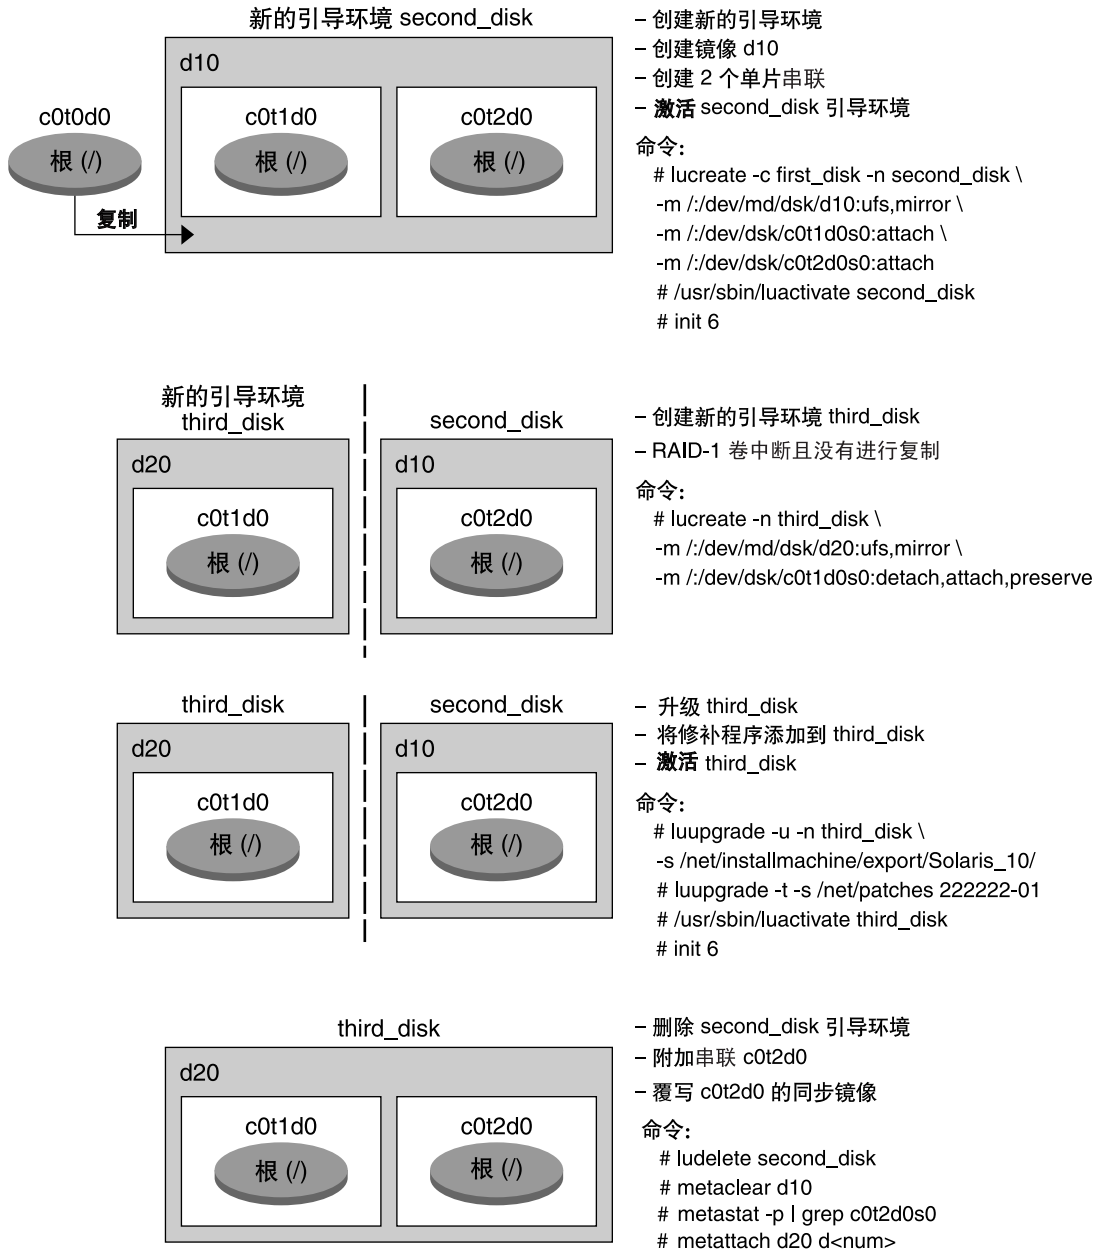 新的引导环境 second_disk
d10
c0t0d0
根 (/)
复制
c0t1d0
根 (/)
c0t2d0
根 (/)
– 创建新的引导环境
– 创建镜像 d10
– 创建 2 个单片串联
– 激活 second_disk 引导环境
命令:
# lucreate -c first_disk -n second_disk \
-m /:/dev/md/dsk/d10:ufs,mirror \
-m /:/dev/dsk/c0t1d0s0:attach \
-m /:/dev/dsk/c0t2d0s0:attach
# /usr/sbin/luactivate second_disk
# init 6
新的引导环境
third_disk
d20
c0t1d0
根 (/)
second_disk
d10
c0t2d0
根 (/)
– 创建新的引导环境 third_disk
– RAID-1 卷中断且没有进行复制
命令:
# lucreate -n third_disk \
-m /:/dev/md/dsk/d20:ufs,mirror \
-m /:/dev/dsk/c0t1d0s0:detach,attach,preserve
third_disk
d20
c0t1d0
根 (/)
second_disk
d10
c0t2d0
根 (/)
– 升级 third_disk
– 将修补程序添加到 third_disk
– 激活 third_disk
命令:
# luupgrade -u -n third_disk \
-s /net/installmachine/export/Solaris_10/
# luupgrade -t -s /net/patches 222222-01
# /usr/sbin/luactivate third_disk
# init 6
third_disk
d20
c0t1d0
根 (/)
c0t2d0
根 (/)
– 删除 second_disk 引导环境
– 附加串联 c0t2d0
– 覆写 c0t2d0 的同步镜像
命令:
# ludelete second_disk
# metaclear d10
# metastat -p | grep c0t2d0s0
# metattach d20 d<num>